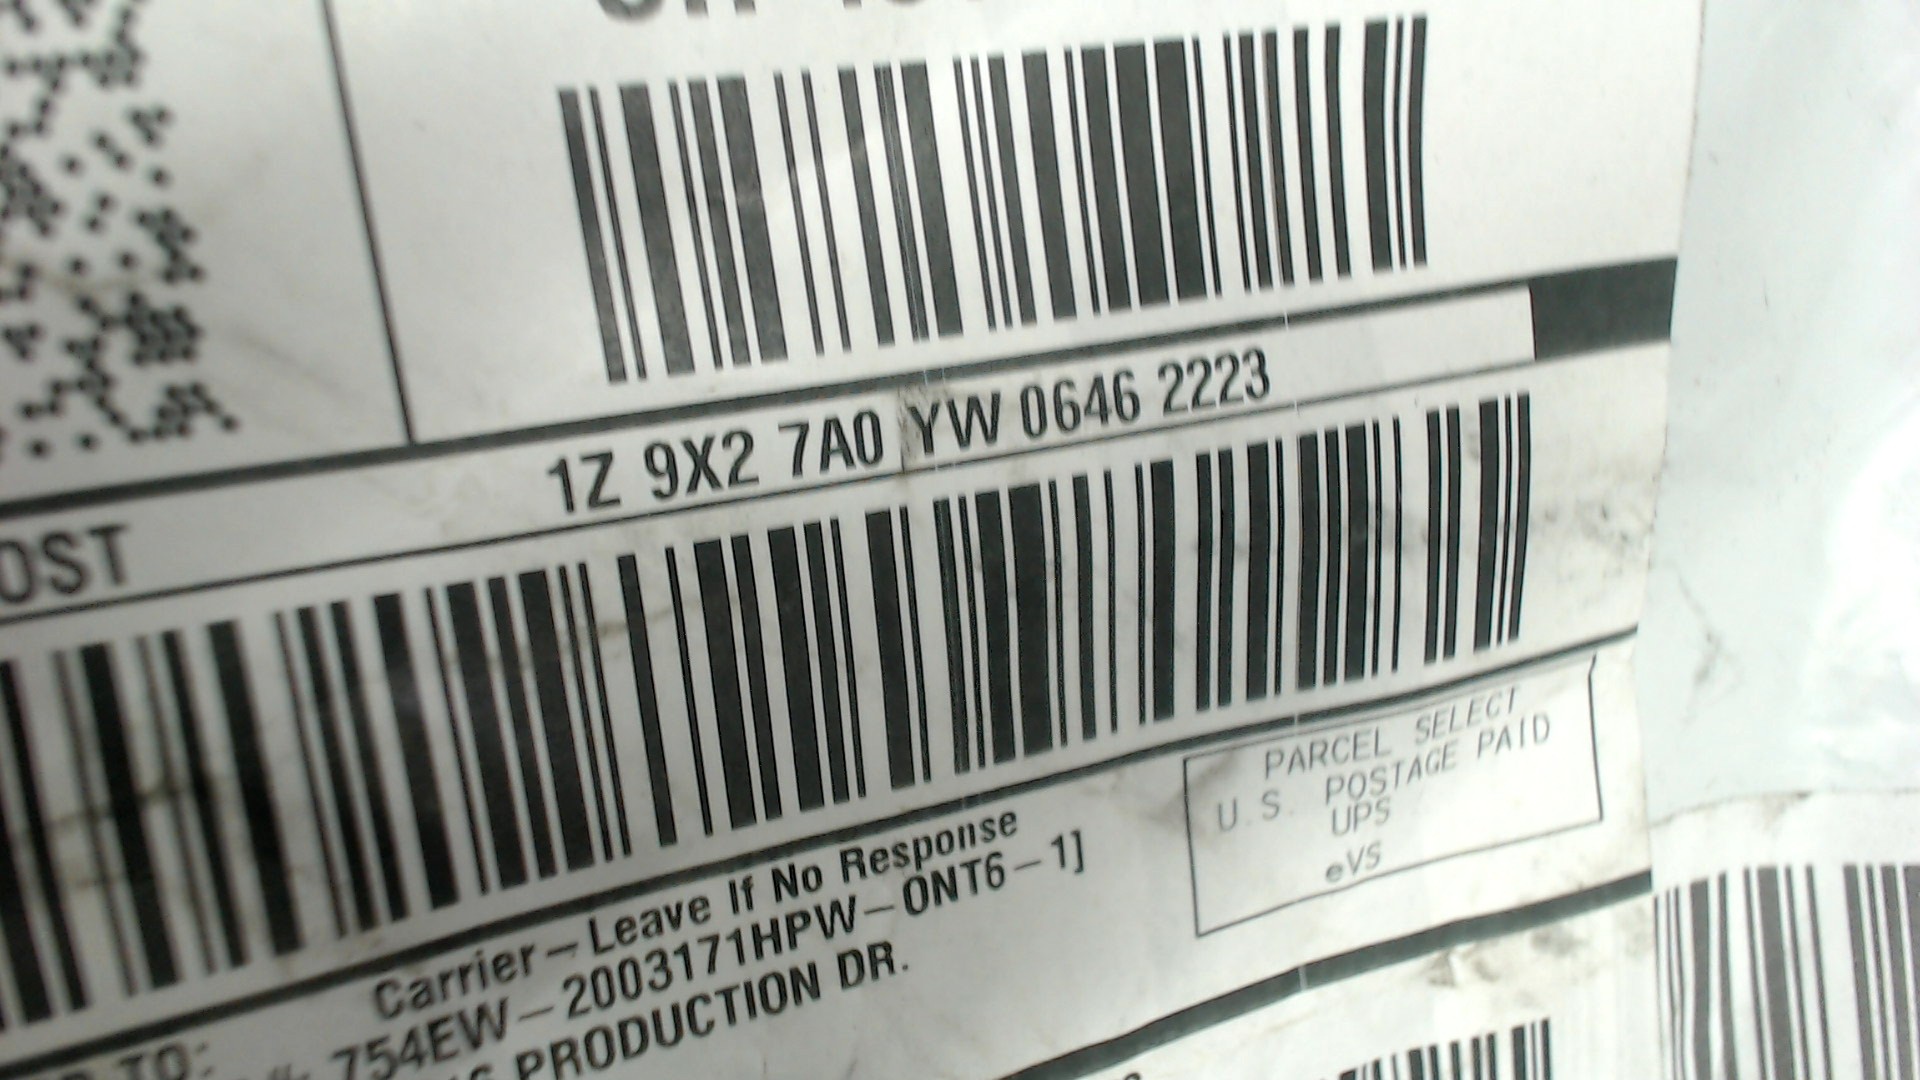 1Z 9X2 7A0 YW 0646 2223
OST
PARCEL SELECT
U.S. POSTAGE PAID
UPS
eVS
Carrier-Leave If No Response
754EW-2003171HPW-ONT6-1]
TO:
PRODUCTION DR.